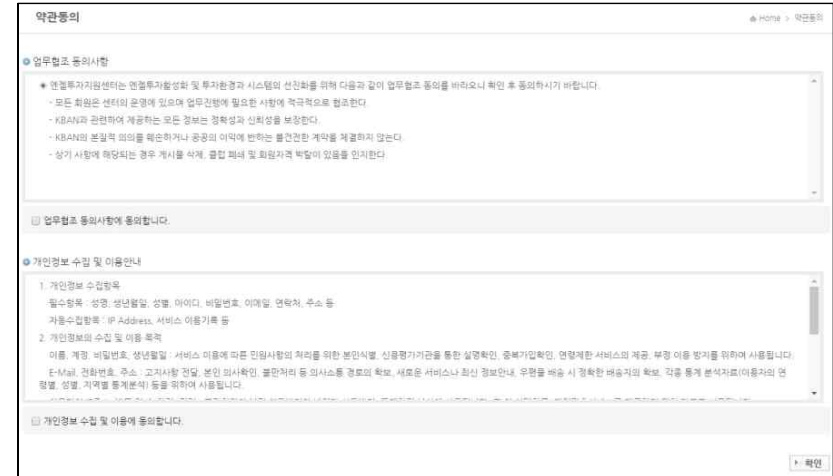 약관동의
Home > 약관동의
업무협조 동의사항
◈ 엔젤투자지원센터는 엔젤투자활성화 및 투자환경과 시스템의 선진화를 위해 다음과 같이 업무협조 동의를 바라오니 확인 후 동의하시기 바랍니다.
- 모든 회원은 센터의 운영에 있으며 업무진행에 필요한 사항에 적극적으로 협조한다.
- KBAN과 관련하여 제공하는 모든 정보는 정확성과 신뢰성을 보장한다.
- KBAN의 본질적 의의를 훼손하거나 공공의 이익에 반하는 불건전한 계약을 체결하지 않는다.
- 상기 사항에 해당되는 경우 게시물 삭제, 클럽 폐쇄 및 회원자격 박탈이 있음을 인지한다.
업무협조 동의사항에 동의합니다.
개인정보 수집 및 이용안내
1. 개인정보 수집항목
필수항목 : 성명, 생년월일, 성별, 아이디, 비밀번호, 이메일, 연락처, 주소 등
자동수집항목 : IP Address, 서비스 이용기록 등
2. 개인정보의 수집 및 이용 목적
이름, 계정, 비밀번호, 생년월일 : 서비스 이용에 따른 민원사항의 처리를 위한 본인식별, 신용평가기관을 통한 실명확인, 중복가입확인, 연령제한 서비스의 제공, 부정 이용 방지를 위하여 사용됩니다.
E-Mail, 전화번호, 주소 : 고지사항 전달, 본인 의사확인, 불만처리 등 의사소통 경로의 확보, 새로운 서비스나 최신 정보안내, 우편물 배송 시 정확한 배송지의 확보, 각종 통계 분석자료(이용자의 연
령별, 성별, 지역별 통계분석) 등을 위하여 사용됩니다.
개인정보 수집 및 이용에 동의합니다.
확인